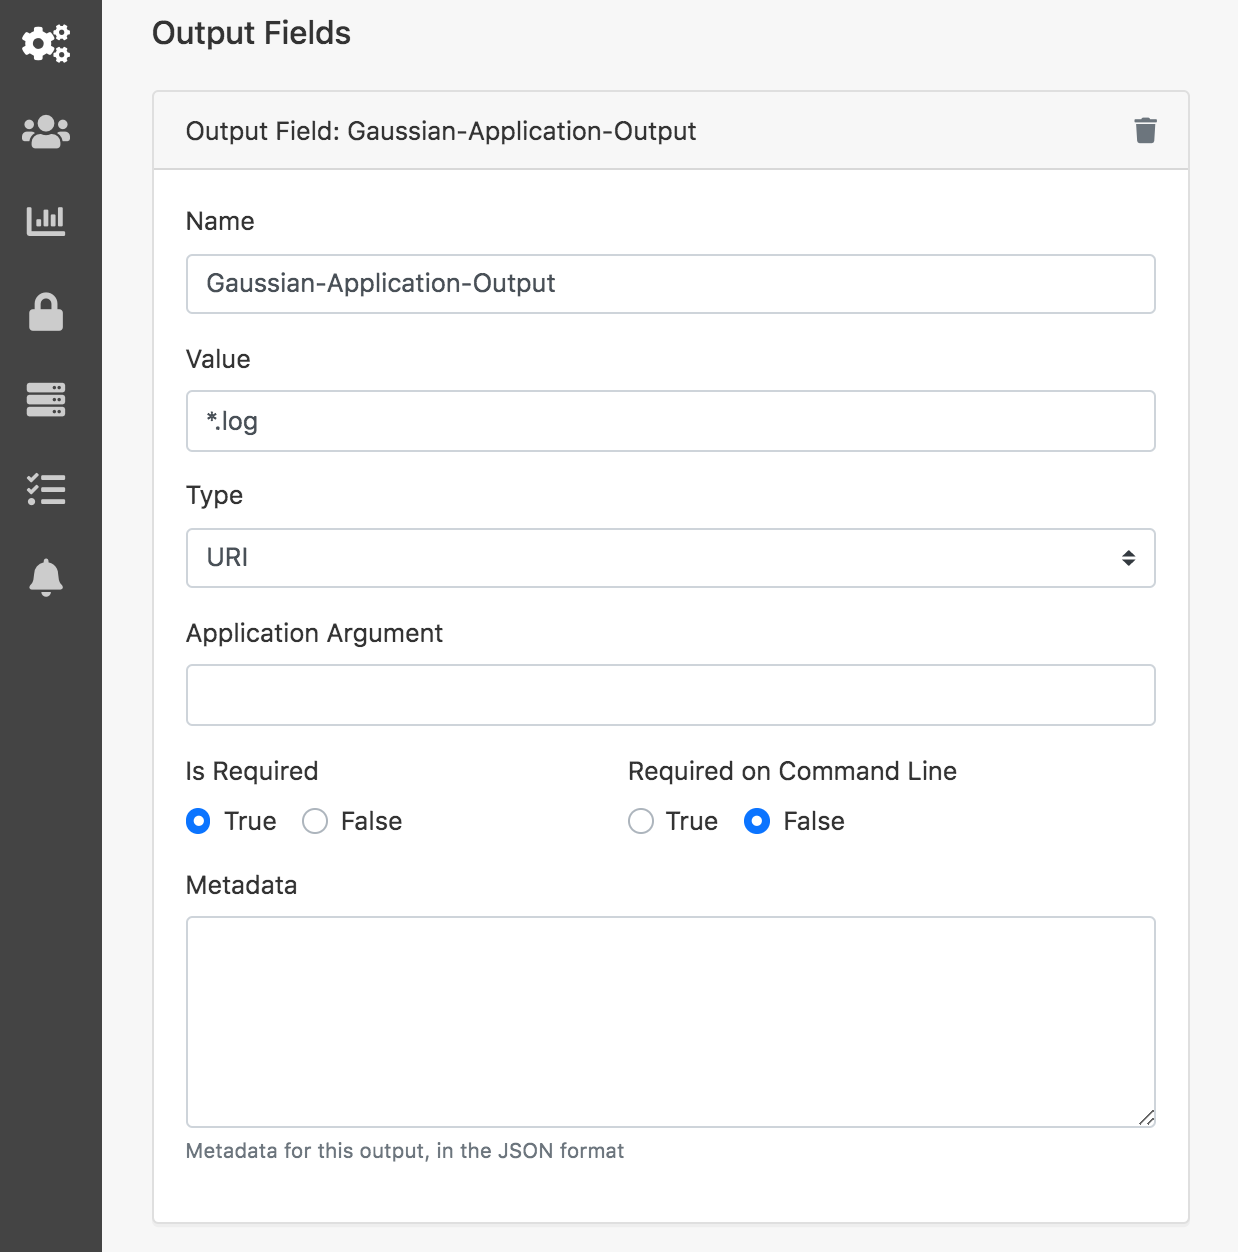 Output Fields
Output Field: Gaussian-Application-Output
Name
Gaussian-Application-Output
Value
*.log
Type
URI
Application Argument
Is Required Required on Command Line
True False True False
Metadata
Metadata for this output, in the JSON format